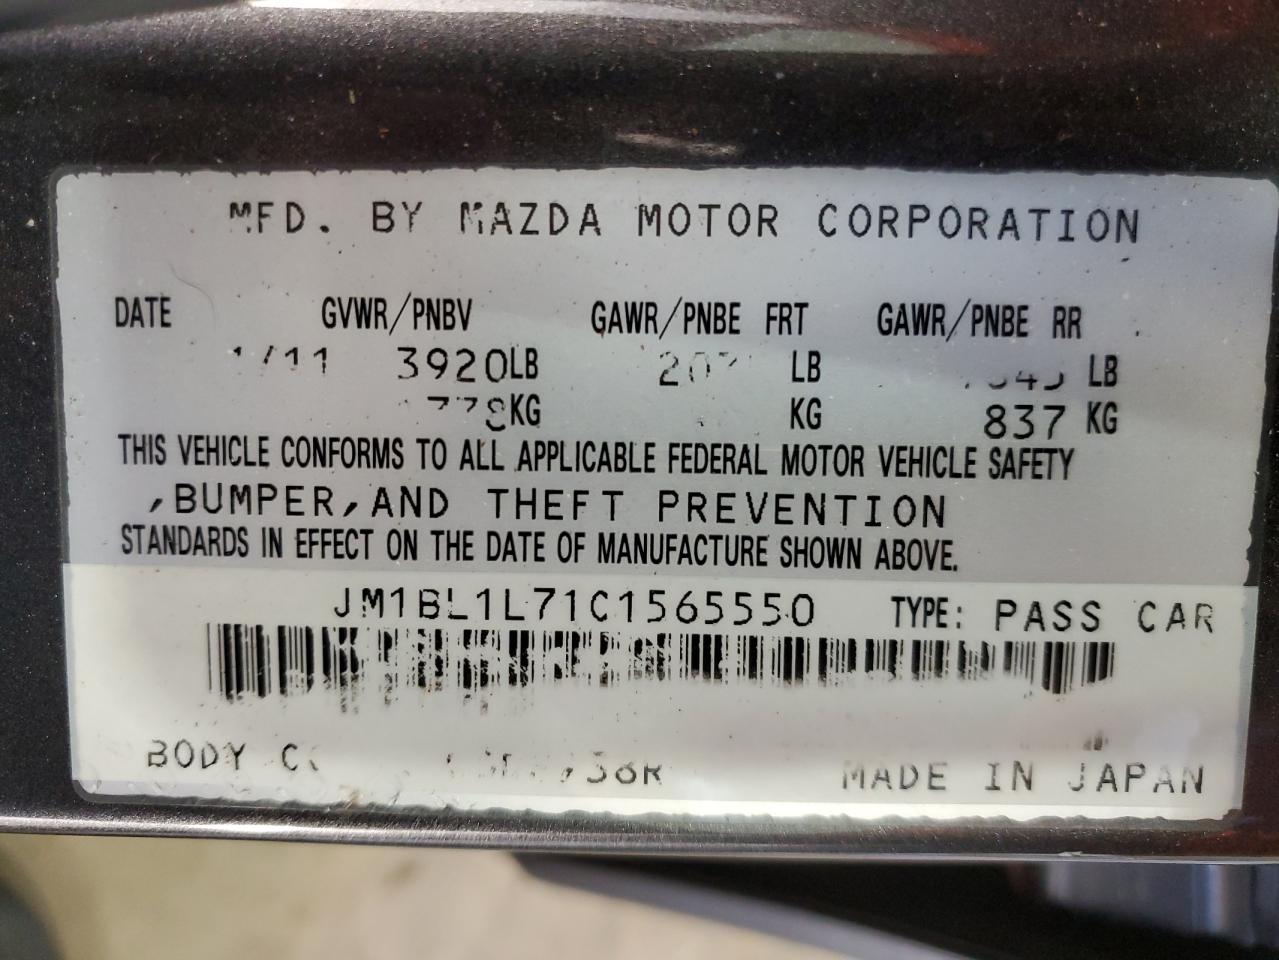 MFD. BY MAZDA MOTOR CORPORATION
DATE GVWR/PNBV GAWR/PNBE FRT GAWR/PNBE RR
3920LB LB LB
KG KG 837 KG
THIS VEHICLE CONFORMS TO ALL APPLICABLE FEDERAL MOTOR VEHICLE SAFETY
,BUMPER,AND THEFT PREVENTION
STANDARDS IN EFFECT ON THE DATE OF MANUFACTURE SHOWN ABOVE.
JM1BL1L71C1565550 TYPE: PASS CAR
BODY MADE IN JAPAN